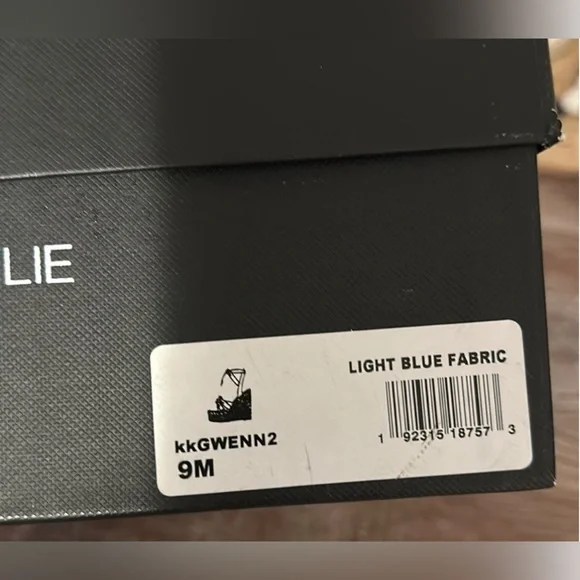 LIE
LIGHT BLUE FABRIC
1 92315 18757 3
kkGWENN2
9M